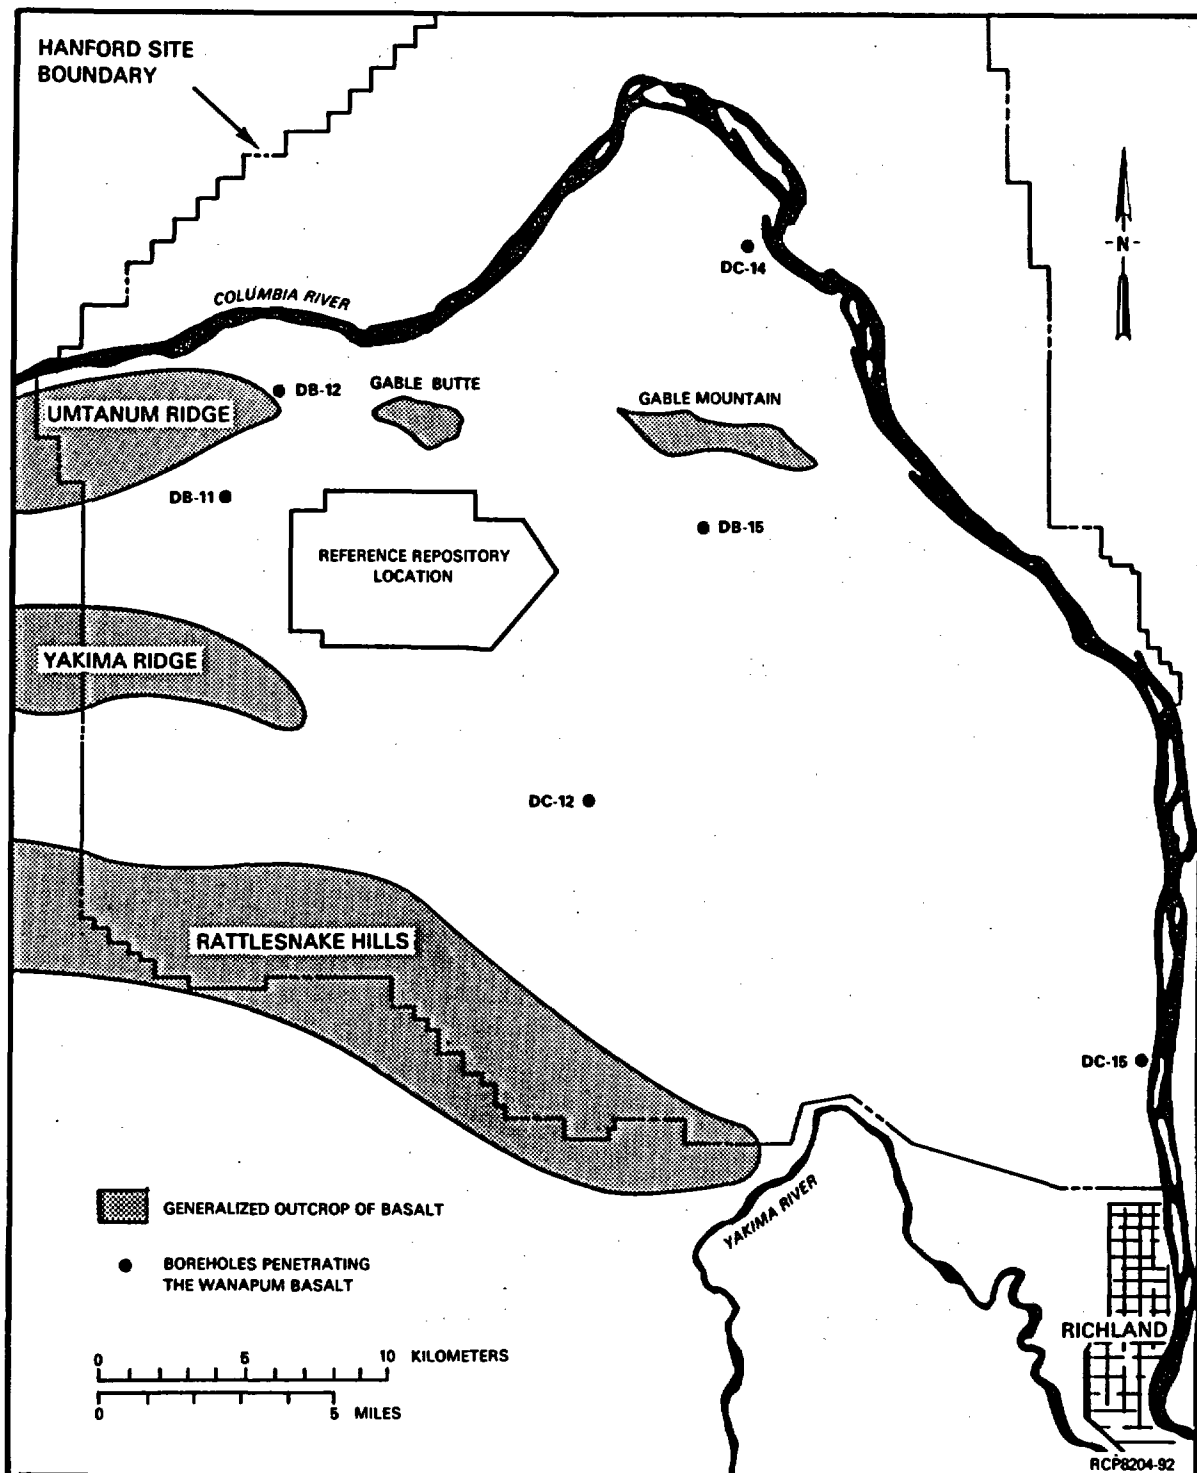 HANFORD SITE
BOUNDARY
-N-
DC-14
COLUMBIA RIVER
DB-12
GABLE BUTTE
GABLE MOUNTAIN
UMTANUM RIDGE
DB-11
DB-15
REFERENCE REPOSITORY
LOCATION
YAKIMA RIDGE
DC-12
RATTLESNAKE HILLS
DC-15
YAKIMA RIVER
GENERALIZED OUTCROP OF BASALT
BOREHOLES PENETRATING
THE WANAPUM BASALT
RICHLAND
0 5 10 KILOMETERS
0 5 MILES
RCP8204-92